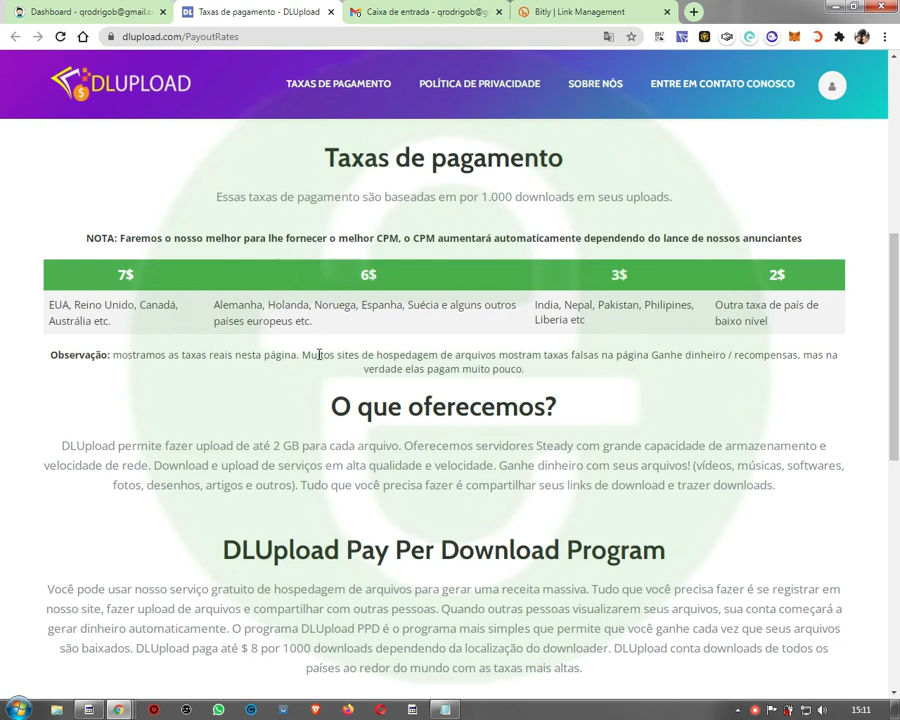 Dashboard - qrodrigob@gmail.c
Taxas de pagamento - DLUpload
Caixa de entrada - qrodrigob@g
Bitly | Link Management
dlupload.com/PayoutRates
DLUPLOAD
TAXAS DE PAGAMENTO
POLÍTICA DE PRIVACIDADE
SOBRE NÓS
ENTRE EM CONTATO CONOSCO
Taxas de pagamento
Essas taxas de pagamento são baseadas em por 1.000 downloads em seus uploads.
NOTA: Faremos o nosso melhor para lhe fornecer o melhor CPM, o CPM aumentará automaticamente dependendo do lance de nossos anunciantes
7$ 6$ 3$ 2$
EUA, Reino Unido, Canadá,
Austrália etc.
Alemanha, Holanda, Noruega, Espanha, Suécia e alguns outros
países europeus etc.
India, Nepal, Pakistan, Philipines,
Liberia etc
Outra taxa de país de
baixo nível
Observação: mostramos as taxas reais nesta página. Muitos sites de hospedagem de arquivos mostram taxas falsas na página Ganhe dinheiro / recompensas, mas na
verdade elas pagam muito pouco.
O que oferecemos?
DLUpload permite fazer upload de até 2 GB para cada arquivo. Oferecemos servidores Steady com grande capacidade de armazenamento e
velocidade de rede. Download e upload de serviços em alta qualidade e velocidade. Ganhe dinheiro com seus arquivos! (vídeos, músicas, softwares,
fotos, desenhos, artigos e outros). Tudo que você precisa fazer é compartilhar seus links de download e trazer downloads.
DLUpload Pay Per Download Program
Você pode usar nosso serviço gratuito de hospedagem de arquivos para gerar uma receita massiva. Tudo o que você precisa fazer é se registrar em
nosso site, fazer upload de arquivos e compartilhar com outras pessoas. Quando outras pessoas visualizarem seus arquivos, sua conta começará a
gerar dinheiro automaticamente. O programa DLUpload PPD é o programa mais simples que permite que você ganhe cada vez que seus arquivos
são baixados. DLUpload paga até $ 8 por 1000 downloads dependendo da localização do downloader. DLUpload conta downloads de todos os
países ao redor do mundo com as taxas mais altas.
15:11